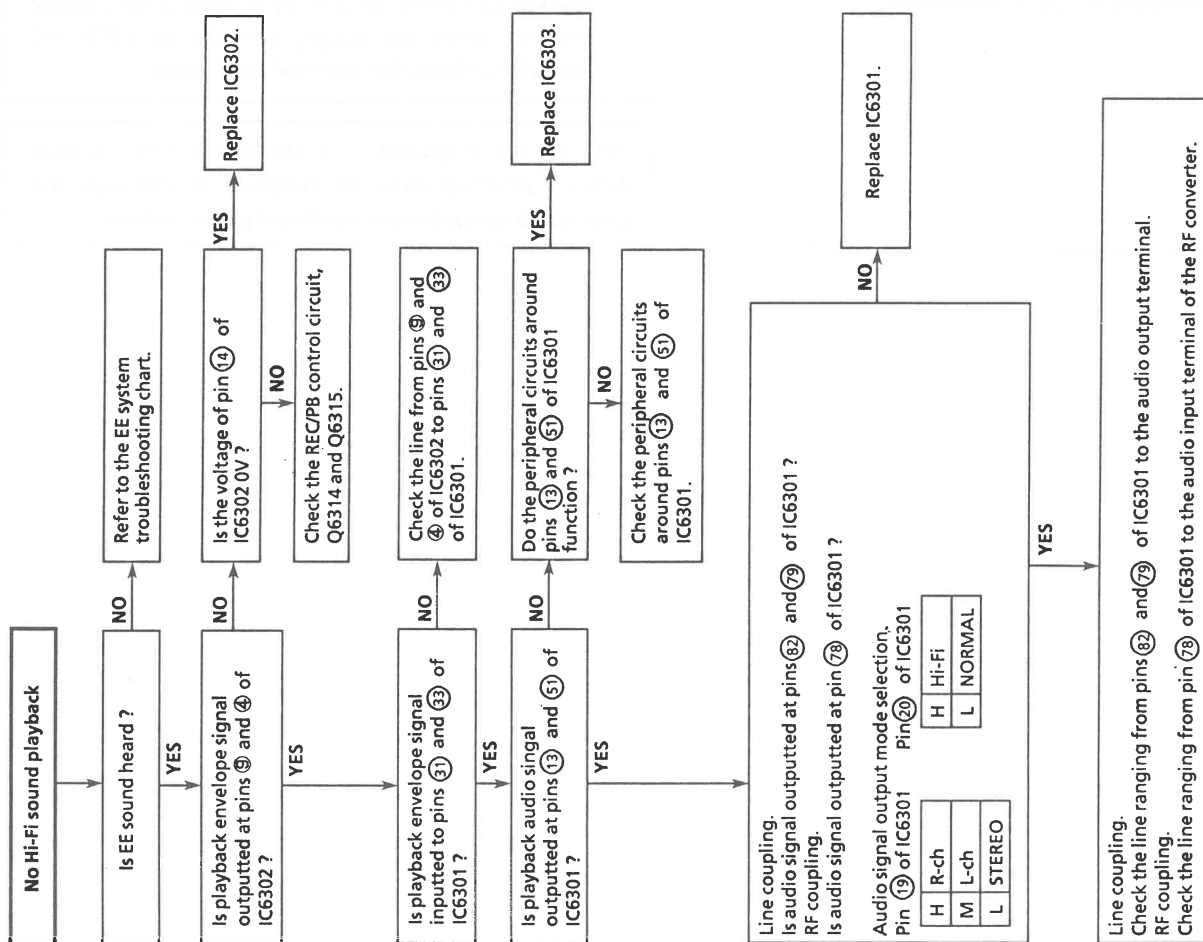 No Hi-Fi sound playback
Is EE sound heard ?
NO
Refer to the EE system
troubleshooting chart.
YES
Is playback envelope signal
outputted at pins ⑨ and ④ of
IC6302 ?
NO
Is the voltage of pin ⑭ of
IC6302 0V ?
YES
Replace IC6302.
NO
Check the REC/PB control circuit,
Q6314 and Q6315.
YES
Is playback envelope signal
inputted to pins ㉛ and ㉝ of
IC6301 ?
NO
Check the line from pins ⑨ and
④ of IC6302 to pins ㉛ and ㉝
of IC6301.
YES
Is playback audio singal
outputted at pins ⑬ and 51 of
IC6301 ?
NO
Do the peripheral circuits around
pins ⑬ and 51 of IC6301
function ?
YES
Replace IC6303.
NO
Check the peripheral circuits
around pins ⑬ and 51 of
IC6301.
YES
Line coupling.
Is audio signal outputted at pins 82 and 79 of IC6301 ?
RF coupling.
Is audio signal outputted at pin 78 of IC6301 ?
Audio signal output mode selection.
Pin ⑲ of IC6301 Pin ⑳ of IC6301
H R-ch H Hi-Fi
M L-ch L NORMAL
L STEREO
NO
Replace IC6301.
YES
Line coupling.
Check the line ranging from pins 82 and 79 of IC6301 to the audio output terminal.
RF coupling.
Check the line ranging from pin 78 of IC6301 to the audio input terminal of the RF converter.